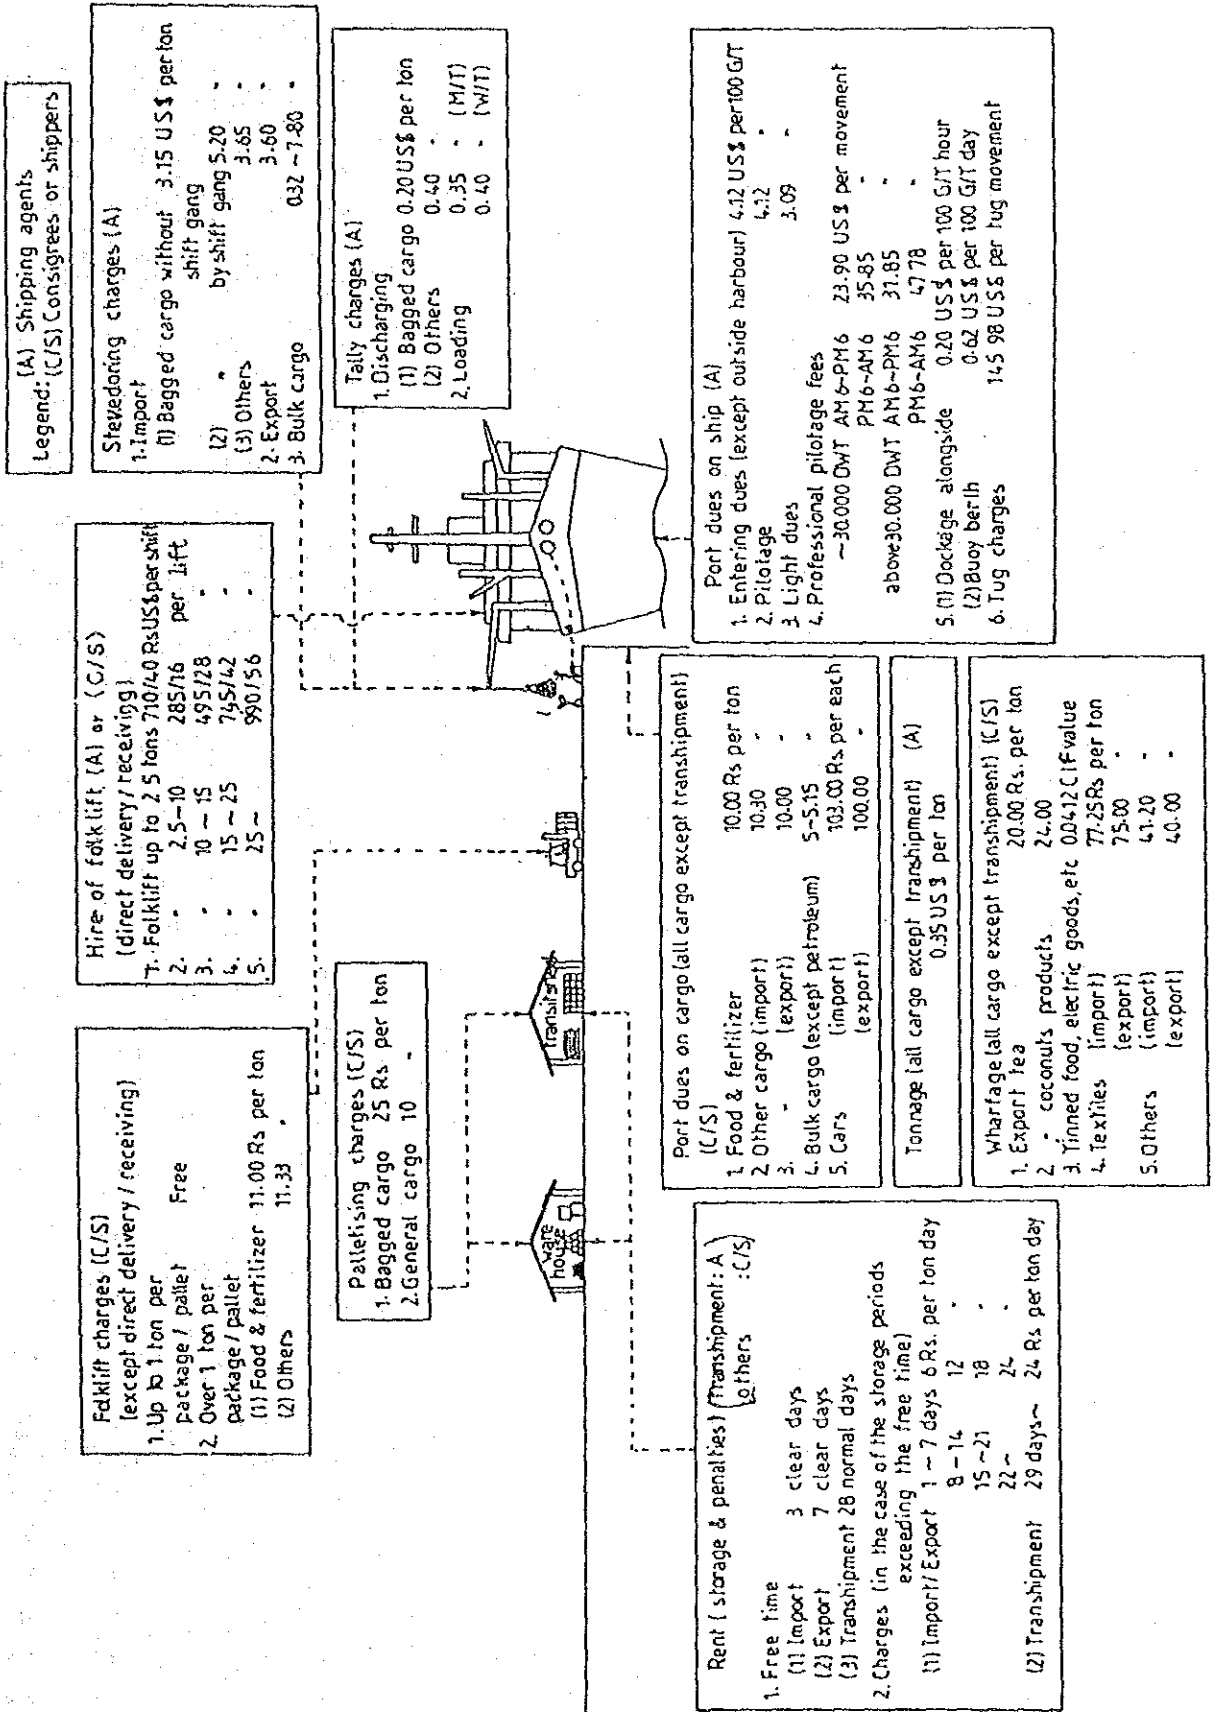 Legend: (A) Shipping agents
(C/S) Consigrees or shippers
Stevedoring charges (A)
1. Import
(1) Bagged cargo without 3.15 US$ per ton
shift gang
(2) " by shift gang 5.20 "
(3) Others 3.65 "
2. Export 3.60 "
3. Bulk cargo 0.32 ~ 7.80 "
Tally charges (A)
1. Discharging
(1) Bagged cargo 0.20 US$ per ton
(2) Others 0.40 "
2. Loading 0.35 " (M/T)
0.40 " (W/T)
Hire of folklift (A) or (C/S)
(direct delivery / receiving)
1. Folklift up to 2.5 tons 710/40 Rs US$ per shift
2. " 2.5-10 285/16 per lift
3. " 10 ~ 15 495/28 "
4. " 15 ~ 25 745/42 "
5. " 25 ~ 990/56 "
Folklift charges (C/S)
(except direct delivery / receiving)
1. Up to 1 ton per
package / pallet Free
2. Over 1 ton per
package / pallet
(1) Food & fertilizer 11.00 Rs per ton
(2) Others 11.33 "
Palletising charges (C/S)
1. Bagged cargo 25 Rs per ton
2. General cargo 10 "
ware
house
Transitshed
Port dues on ship (A)
1. Entering dues (except outside harbour) 4.12 US$ per 100 G/T
2. Pilotage 4.12 "
3. Light dues 3.09 "
4. Professional pilotage fees
~30.000 DWT AM6~PM6 23.90 US$ per movement
PM6~AM6 35.85 "
above 30.000 DWT AM6~PM6 31.85 "
PM6~AM6 47.78 "
5. (1) Dockage alongside 0.20 US$ per 100 G/T hour
(2) Buoy berth 0.62 US$ per 100 G/T day
6. Tug charges 145.98 US$ per tug movement
Port dues on cargo (all cargo except transhipment)
(C/S)
1. Food & fertilizer 10.00 Rs per ton
2. Other cargo (import) 10.30 "
3. " (export) 10.00 "
4. Bulk cargo (except petroleum) 5-5.15 "
5. Cars (import) 103.00 Rs per each
(export) 100.00 "
Tonnage (all cargo except transhipment) (A)
0.35 US$ per ton
Wharfage (all cargo except transhipment) (C/S)
1. Export tea 20.00 Rs. per ton
2. " coconuts products 24.00
3. Tinned food, electric goods, etc 0.0412 CIF value
4. Textiles (import) 77.25 Rs per ton
(export) 75.00 "
5. Others (import) 41.20 "
(export) 40.00 "
Rent (storage & penalties) (Transhipment: A)
(others :C/S)
1. Free time
(1) Import 3 clear days
(2) Export 7 clear days
(3) Transhipment 28 normal days
2. Charges (in the case of the storage periods
exceeding the free time)
(1) Import/Export 1 ~ 7 days 6 Rs. per ton day
8 - 14 12 "
15 ~ 21 18 "
22 ~ 24 "
(2) Transhipment 29 days ~ 24 Rs per ton day